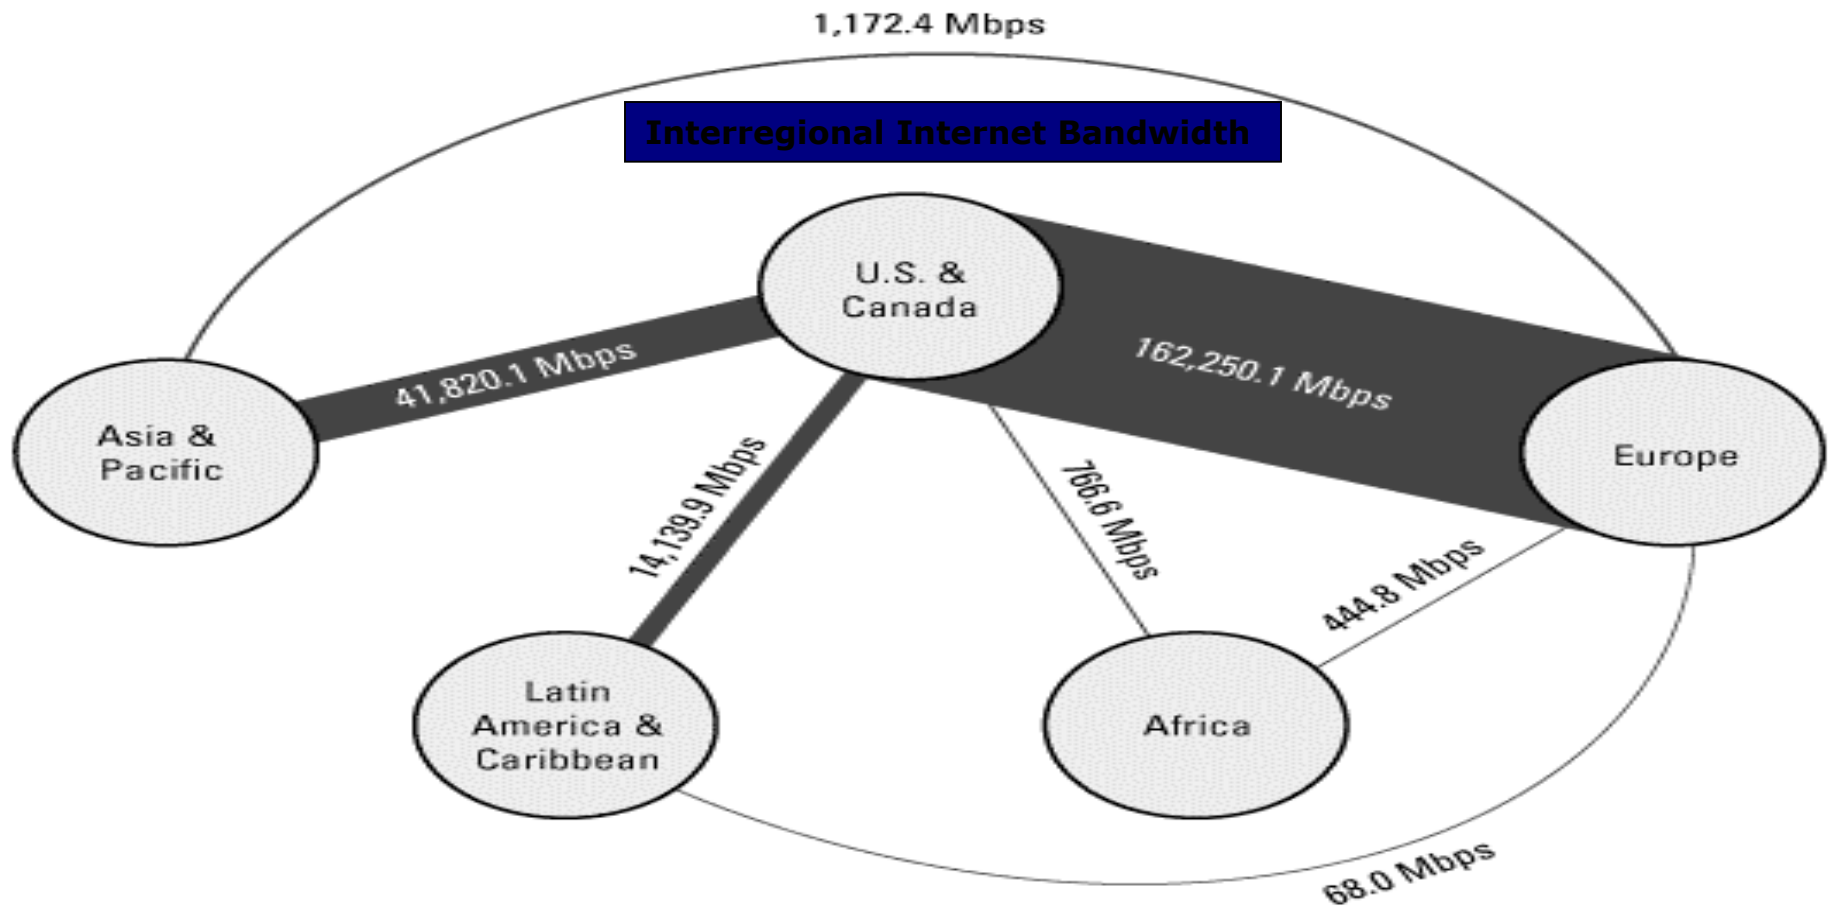 1,172.4 Mbps
Interregional Internet Bandwidth
U.S. &
Canada
162,250.1 Mbps
41,820.1 Mbps
Asia &
Pacific
Europe
14,139.9 Mbps
766.6 Mbps
444.8 Mbps
Latin
America &
Caribbean
Africa
68.0 Mbps